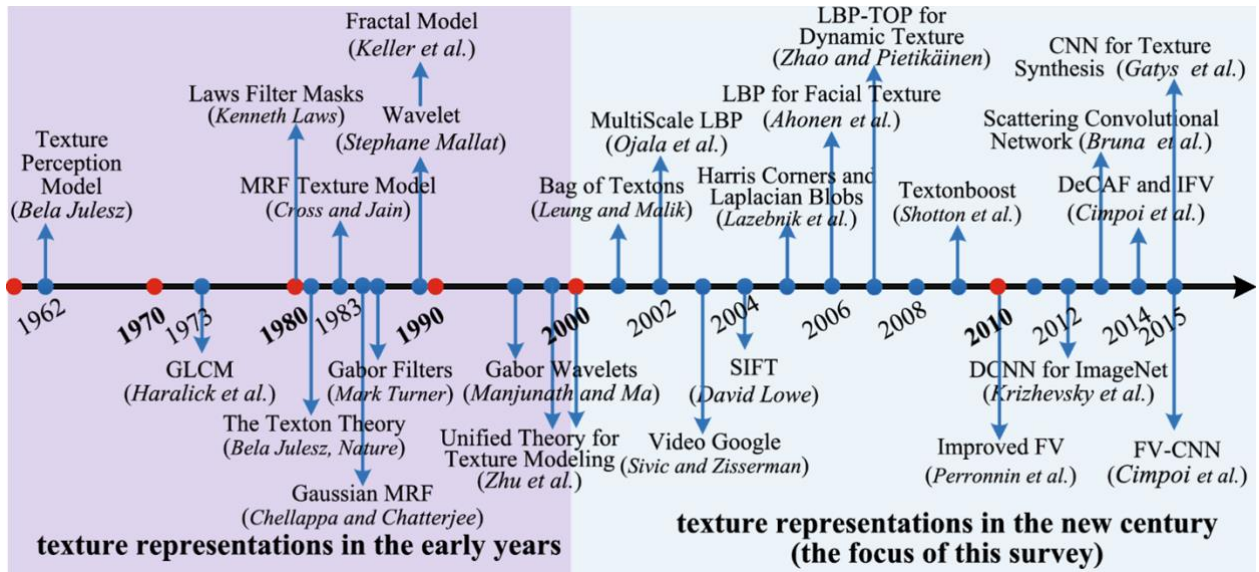 Fractal Model
(Keller et al.)
Laws Filter Masks
(Kenneth Laws)
Wavelet
(Stephane Mallat)
Texture
Perception
Model
(Bela Julesz)
MRF Texture Model
(Cross and Jain)
LBP-TOP for
Dynamic Texture
(Zhao and Pietikäinen)
CNN for Texture
Synthesis (Gatys et al.)
LBP for Facial Texture
(Ahonen et al.)
MultiScale LBP
(Ojala et al.)
Scattering Convolutional
Network (Bruna et al.)
Bag of Textons
(Leung and Malik)
Harris Corners and
Laplacian Blobs
(Lazebnik et al.)
Textonboost
(Shotton et al.)
DeCAF and IFV
(Cimpoi et al.)
1962
1970
1973
1980
1983
1990
2000
2002
2004
2006
2008
2010
2012
2014
2015
GLCM
(Haralick et al.)
Gabor Filters
(Mark Turner)
Gabor Wavelets
(Manjunath and Ma)
SIFT
(David Lowe)
DCNN for ImageNet
(Krizhevsky et al.)
The Texton Theory
(Bela Julesz, Nature)
Unified Theory for
Texture Modeling
(Zhu et al.)
Video Google
(Sivic and Zisserman)
Improved FV
(Perronnin et al.)
FV-CNN
(Cimpoi et al.)
Gaussian MRF
(Chellappa and Chatterjee)
texture representations in the early years
texture representations in the new century
(the focus of this survey)